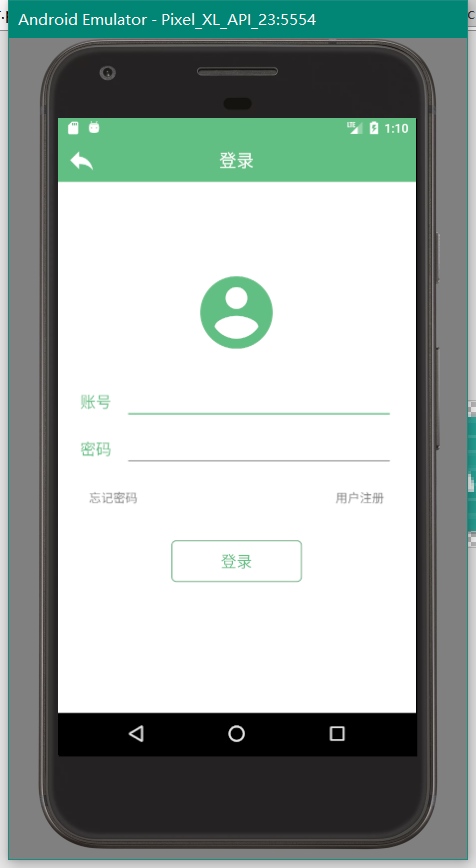 Android Emulator - Pixel_XL_API_23:5554
LTE 1:10
登录
账号
密码
忘记密码 用户注册
登录